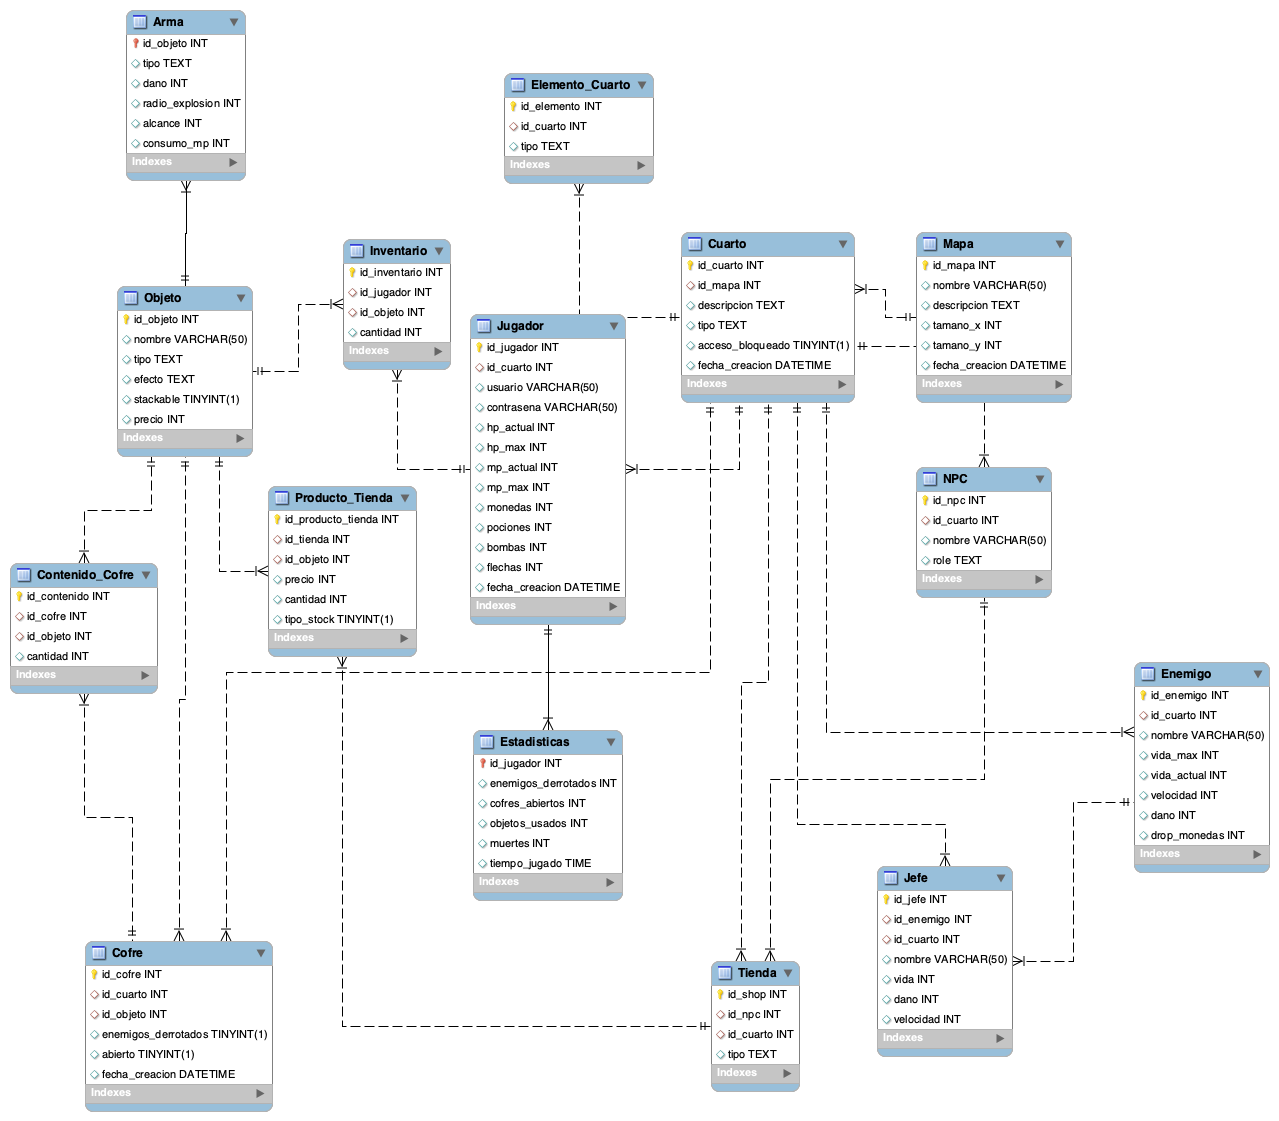 Arma
id_objeto INT
tipo TEXT
dano INT
radio_explosion INT
alcance INT
consumo_mp INT
Indexes
Elemento_Cuarto
id_elemento INT
id_cuarto INT
tipo TEXT
Indexes
Inventario
id_inventario INT
id_jugador INT
id_objeto INT
cantidad INT
Indexes
Cuarto
id_cuarto INT
id_mapa INT
descripcion TEXT
tipo TEXT
acceso_bloqueado TINYINT(1)
fecha_creacion DATETIME
Indexes
Mapa
id_mapa INT
nombre VARCHAR(50)
descripcion TEXT
tamano_x INT
tamano_y INT
fecha_creacion DATETIME
Indexes
Objeto
id_objeto INT
nombre VARCHAR(50)
tipo TEXT
efecto TEXT
stackable TINYINT(1)
precio INT
Indexes
Jugador
id_jugador INT
id_cuarto INT
usuario VARCHAR(50)
contrasena VARCHAR(50)
hp_actual INT
hp_max INT
mp_actual INT
mp_max INT
monedas INT
pociones INT
bombas INT
flechas INT
fecha_creacion DATETIME
Indexes
NPC
id_npc INT
id_cuarto INT
nombre VARCHAR(50)
role TEXT
Indexes
Producto_Tienda
id_producto_tienda INT
id_tienda INT
id_objeto INT
precio INT
cantidad INT
tipo_stock TINYINT(1)
Indexes
Contenido_Cofre
id_contenido INT
id_cofre INT
id_objeto INT
cantidad INT
Indexes
Enemigo
id_enemigo INT
id_cuarto INT
nombre VARCHAR(50)
vida_max INT
vida_actual INT
velocidad INT
dano INT
drop_monedas INT
Indexes
Estadisticas
id_jugador INT
enemigos_derrotados INT
cofres_abiertos INT
objetos_usados INT
muertes INT
tiempo_jugado TIME
Indexes
Jefe
id_jefe INT
id_enemigo INT
id_cuarto INT
nombre VARCHAR(50)
vida INT
dano INT
velocidad INT
Indexes
Cofre
id_cofre INT
id_cuarto INT
id_objeto INT
enemigos_derrotados TINYINT(1)
abierto TINYINT(1)
fecha_creacion DATETIME
Indexes
Tienda
id_shop INT
id_npc INT
id_cuarto INT
tipo TEXT
Indexes